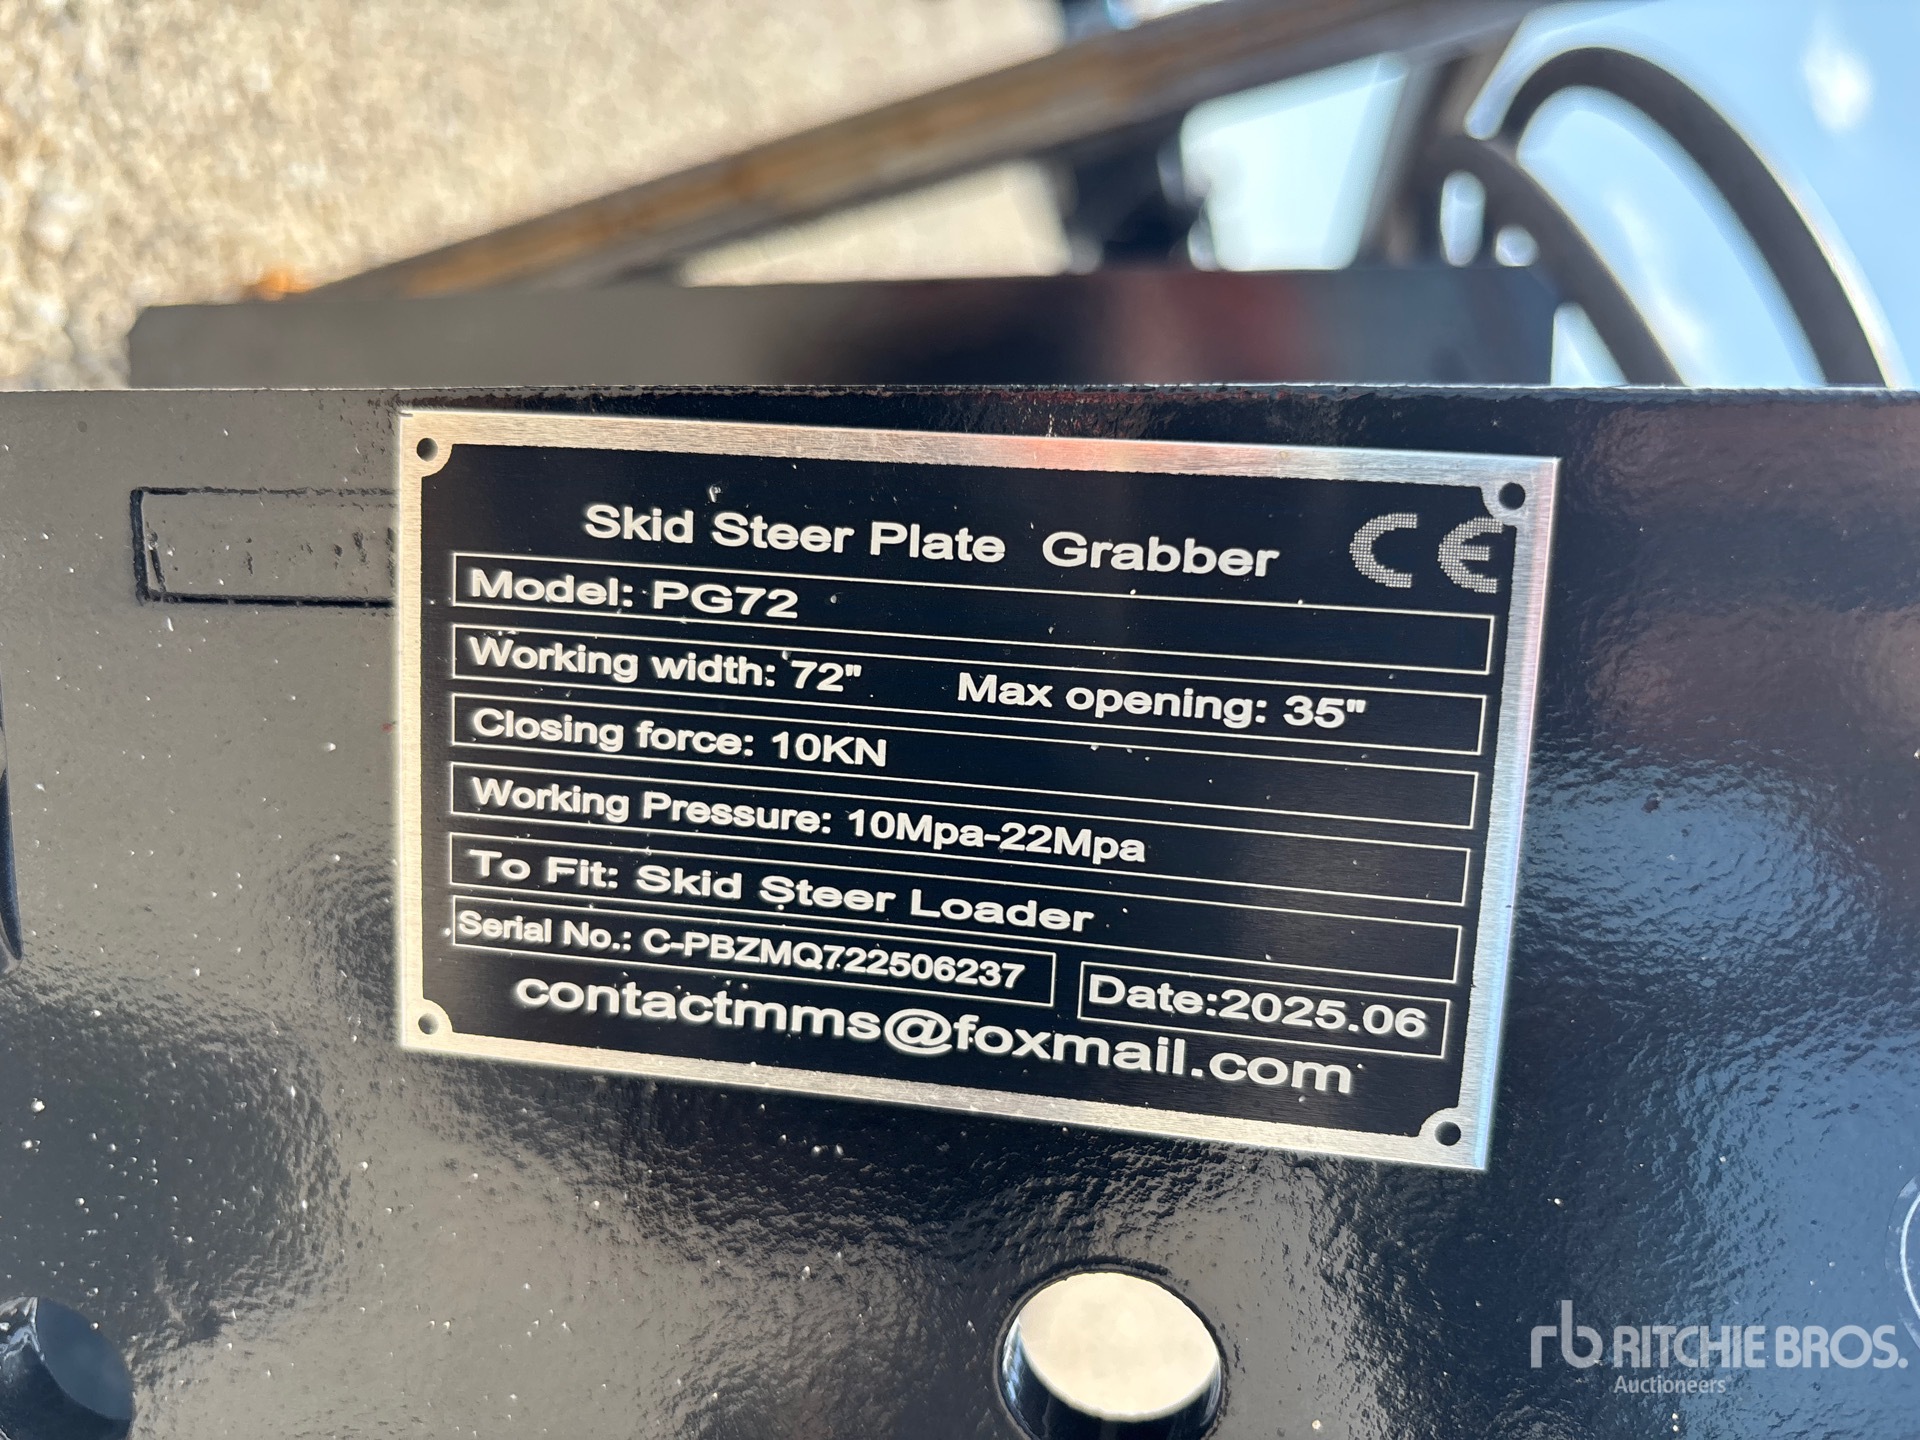 Skid Steer Plate Grabber CE
Model: PG72
Working width: 72" Max opening: 35"
Closing force: 10KN
Working Pressure: 10Mpa-22Mpa
To Fit: Skid Steer Loader
Serial No.: C-PBZMQ722506237 Date:2025.06
contactmms@foxmail.com
rb RITCHIE BROS.
Auctioneers